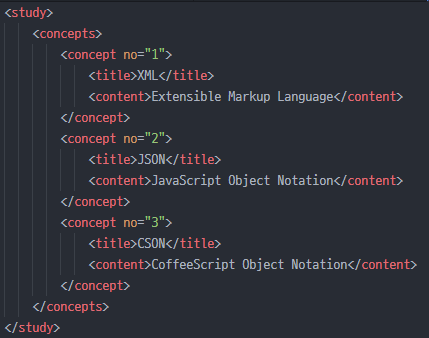 <study>
<concepts>
<concept no="1">
<title>XML</title>
<content>Extensible Markup Language</content>
</concept>
<concept no="2">
<title>JSON</title>
<content>JavaScript Object Notation</content>
</concept>
<concept no="3">
<title>CSON</title>
<content>CoffeeScript Object Notation</content>
</concept>
</concepts>
</study>